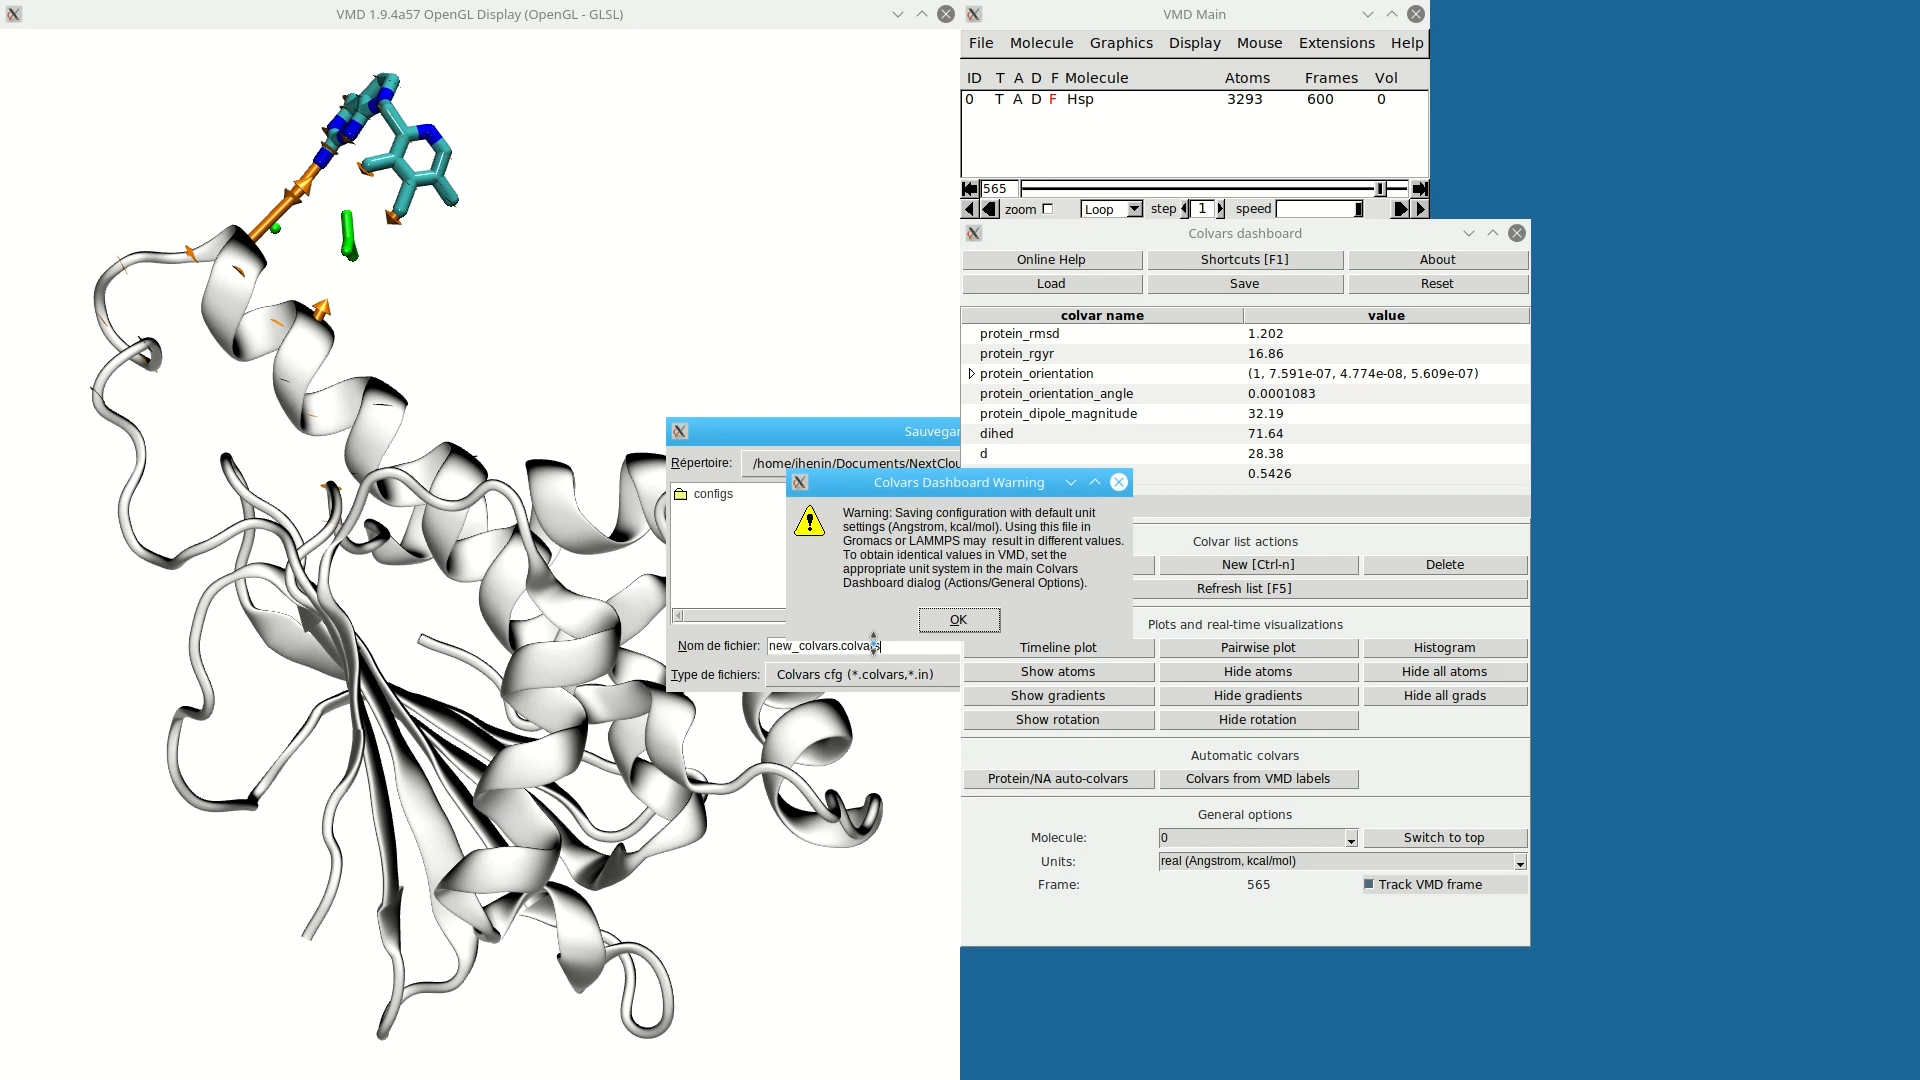 VMD 1.9.4a57 OpenGL Display (OpenGL - GLSL)
VMD Main
File Molecule Graphics Display Mouse Extensions Help
ID T A D F Molecule Atoms Frames Vol
0 T A D F Hsp 3293 600 0
565
zoom Loop step 1 speed
Colvars dashboard
Online Help Shortcuts [F1] About
Load Save Reset
colvar name value
protein_rmsd 1.202
protein_rgyr 16.86
protein_orientation (1, 7.591e-07, 4.774e-08, 5.609e-07)
protein_orientation_angle 0.0001083
protein_dipole_magnitude 32.19
dihed 71.64
d 28.38
0.5426
Sauvegar
Répertoire: /home/jhenin/Documents/NextClou
configs
Colvars Dashboard Warning
Warning: Saving configuration with default unit
settings (Angstrom, kcal/mol). Using this file in
Gromacs or LAMMPS may result in different values.
To obtain identical values in VMD, set the
appropriate unit system in the main Colvars
Dashboard dialog (Actions/General Options).
OK
Nom de fichier: new_colvars.colvars
Type de fichiers: Colvars cfg (*.colvars,*.in)
Colvar list actions
New [Ctrl-n] Delete
Refresh list [F5]
Plots and real-time visualizations
Timeline plot Pairwise plot Histogram
Show atoms Hide atoms Hide all atoms
Show gradients Hide gradients Hide all grads
Show rotation Hide rotation
Automatic colvars
Protein/NA auto-colvars Colvars from VMD labels
General options
Molecule: 0 Switch to top
Units: real (Angstrom, kcal/mol)
Frame: 565 Track VMD frame